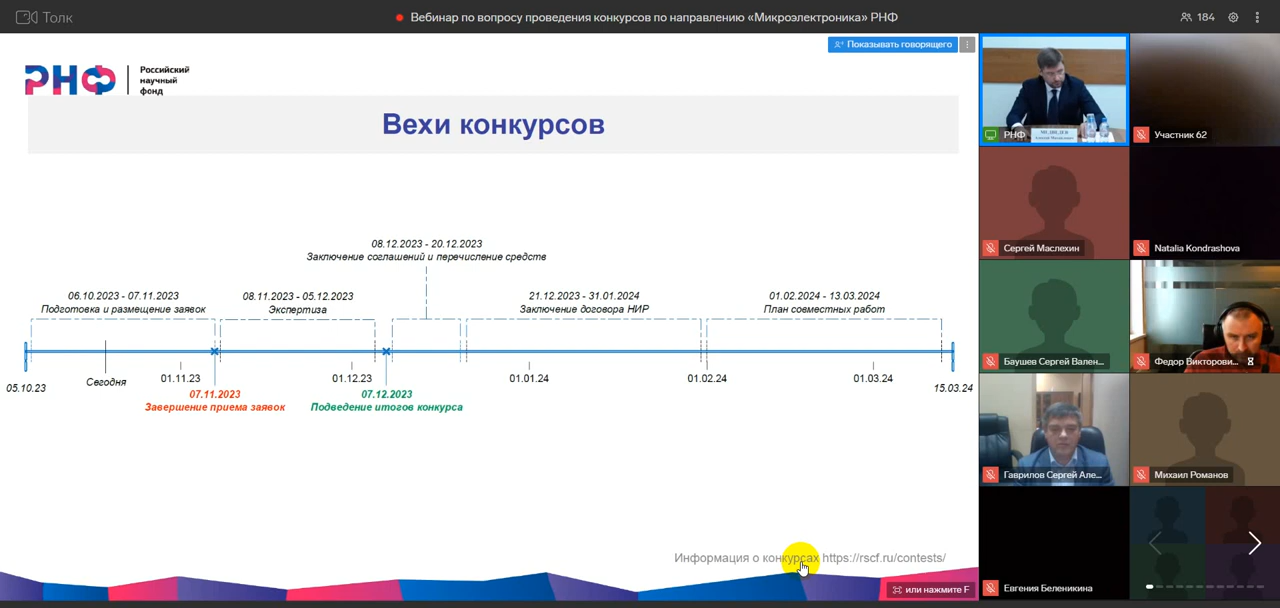 Толк
Вебинар по вопросу проведения конкурсов по направлению «Микроэлектроника» РНФ
184
Показывать говорящего
РНФ
Российский
научный
фонд
Вехи конкурсов
08.12.2023 - 20.12.2023
Заключение соглашений и перечисление средств
06.10.2023 - 07.11.2023
Подготовка и размещение заявок
08.11.2023 - 05.12.2023
Экспертиза
21.12.2023 - 31.01.2024
Заключение договора НИР
01.02.2024 - 13.03.2024
План совместных работ
05.10.23
Сегодня
01.11.23
01.12.23
01.01.24
01.02.24
01.03.24
15.03.24
07.11.2023
Завершение приема заявок
07.12.2023
Подведение итогов конкурса
Информация о конкурсах https://rscf.ru/contests/
или нажмите F
РНФ
Участник 62
Сергей Маслехин
Natalia Kondrashova
Баушев Сергей Вален...
Федор Викторови...
Гаврилов Сергей Але...
Михаил Романов
Евгения Беленикина